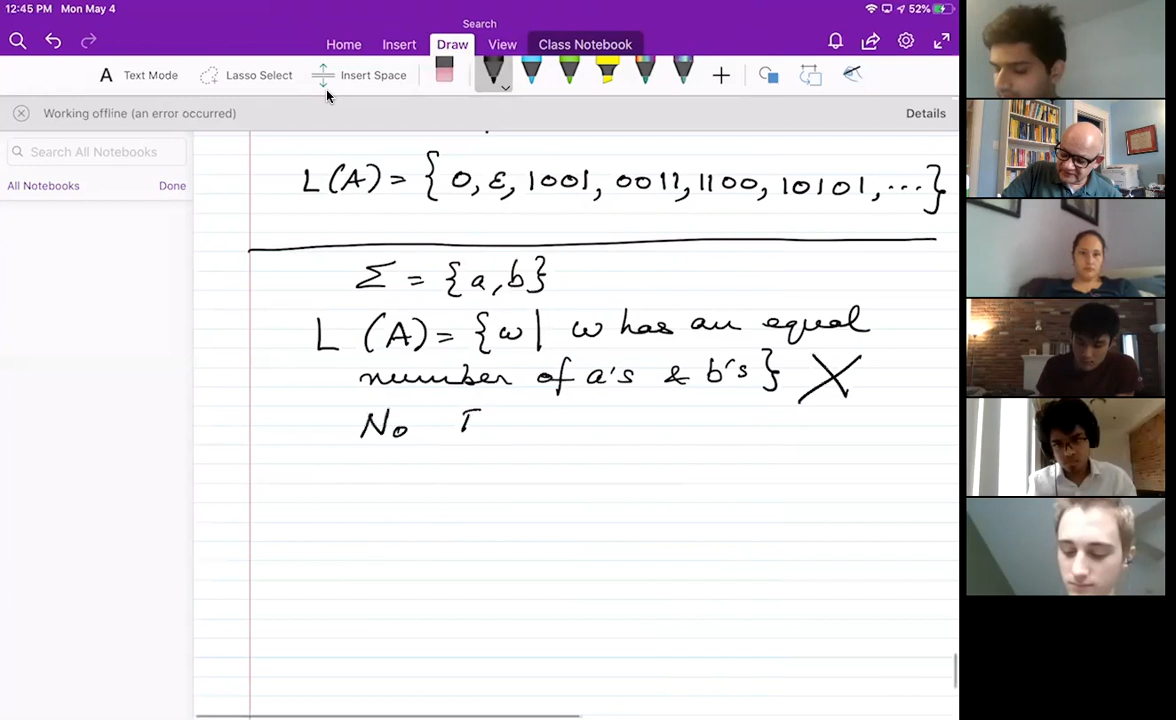 12:45 PM Mon May 4
52%
Search
Home Insert Draw View Class Notebook
A Text Mode Lasso Select Insert Space
Working offline (an error occurred) Details
Search All Notebooks
All Notebooks Done
L(A) = { 0, ε, 1001, 0011, 1100, 10101, ... }
Σ = {a, b}
L (A) = { w | w has an equal
number of a's & b's } X
No